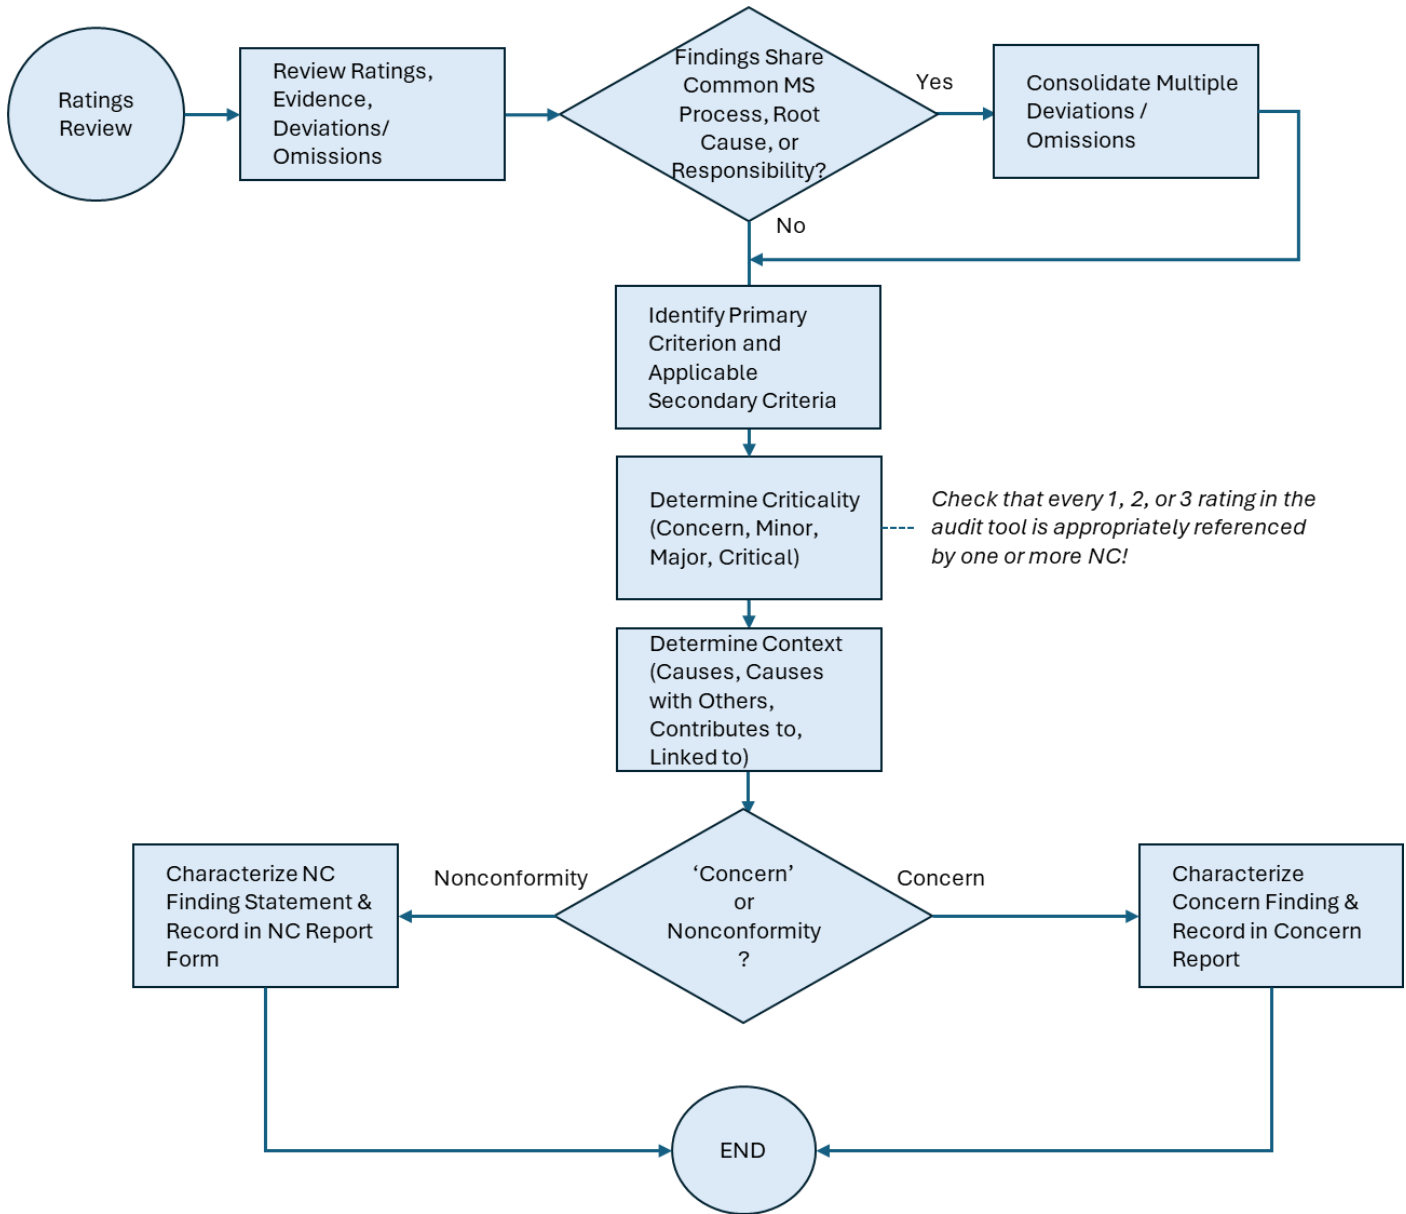 Ratings
Review
Review Ratings,
Evidence,
Deviations/
Omissions
Findings Share
Common MS
Process, Root
Cause, or
Responsibility?
Yes
Consolidate Multiple
Deviations /
Omissions
No
Identify Primary
Criterion and
Applicable
Secondary Criteria
Determine Criticality
(Concern, Minor,
Major, Critical)
Check that every 1, 2, or 3 rating in the
audit tool is appropriately referenced
by one or more NC!
Determine Context
(Causes, Causes
with Others,
Contributes to,
Linked to)
‘Concern’
or
Nonconformity
?
Nonconformity
Characterize NC
Finding Statement &
Record in NC Report
Form
Concern
Characterize
Concern Finding &
Record in Concern
Report
END